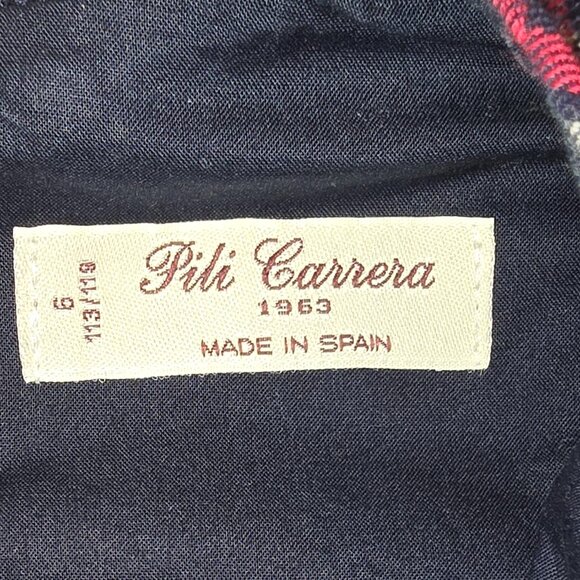 Pili Carrera
1963
MADE IN SPAIN
6
113/119